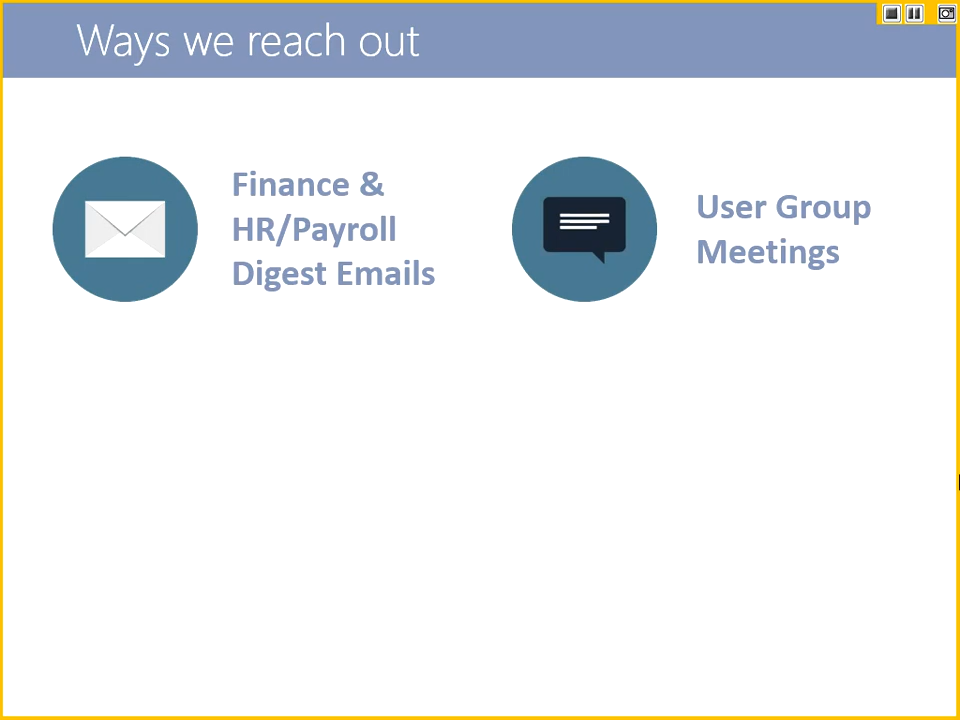 Ways we reach out
Finance &
HR/Payroll
Digest Emails
User Group
Meetings